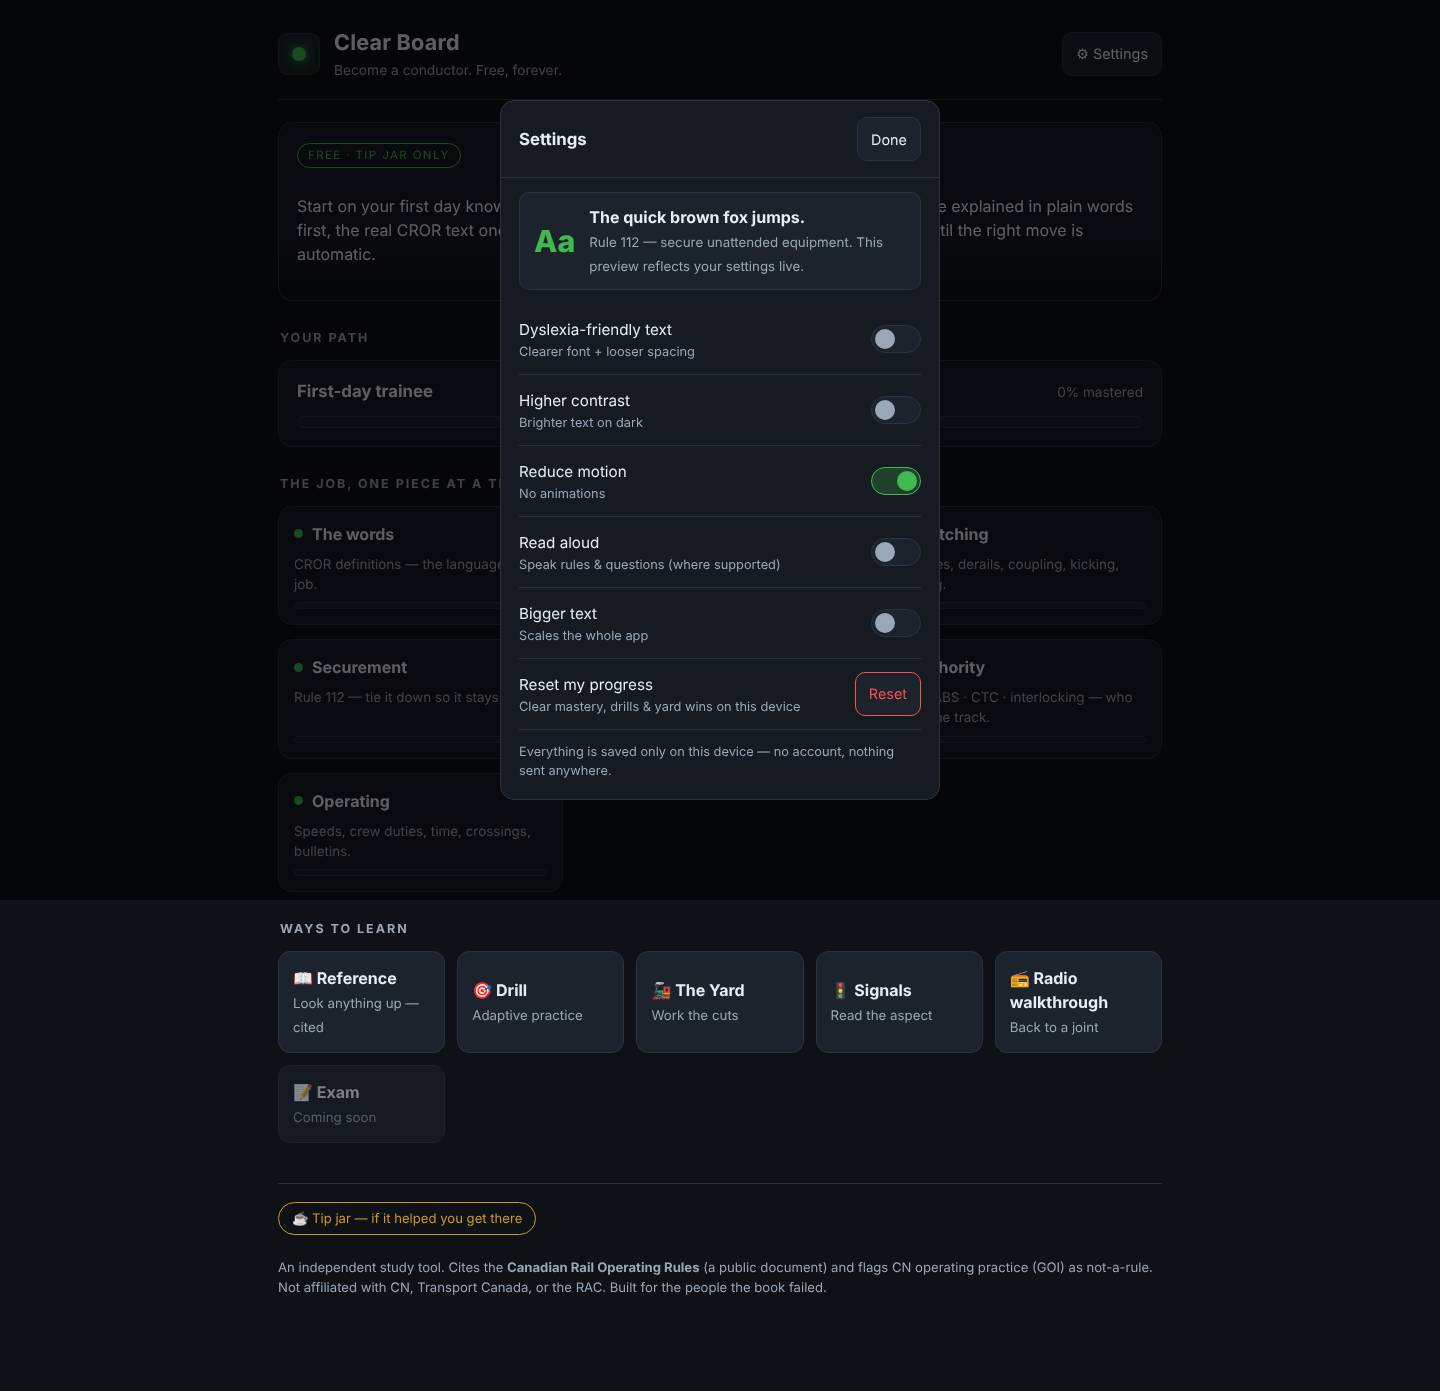 Clear Board
Become a conductor. Free, forever.
⚙ Settings
FREE · TIP JAR ONLY
Start on your first day know
e explained in plain words
first, the real CROR text one
til the right move is
automatic.
Settings
Done
Aa
The quick brown fox jumps.
Rule 112 — secure unattended equipment. This
preview reflects your settings live.
Dyslexia-friendly text
Clearer font + looser spacing
Higher contrast
Brighter text on dark
Reduce motion
No animations
Read aloud
Speak rules & questions (where supported)
Bigger text
Scales the whole app
Reset my progress
Clear mastery, drills & yard wins on this device
Reset
Everything is saved only on this device — no account, nothing
sent anywhere.
YOUR PATH
First-day trainee
0% mastered
THE JOB, ONE PIECE AT A T
The words
CROR definitions — the language
job.
tching
es, derails, coupling, kicking,
g.
Securement
Rule 112 — tie it down so it stays
hority
ABS · CTC · interlocking — who
he track.
Operating
Speeds, crew duties, time, crossings,
bulletins.
WAYS TO LEARN
📖 Reference
Look anything up —
cited
🎯 Drill
Adaptive practice
🚂 The Yard
Work the cuts
🚦 Signals
Read the aspect
📻 Radio
walkthrough
Back to a joint
📝 Exam
Coming soon
☕ Tip jar — if it helped you get there
An independent study tool. Cites the Canadian Rail Operating Rules (a public document) and flags CN operating practice (GOI) as not-a-rule.
Not affiliated with CN, Transport Canada, or the RAC. Built for the people the book failed.